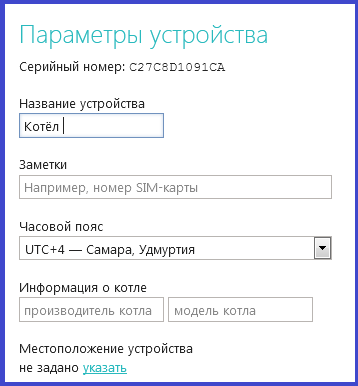 Параметры устройства
Серийный номер: C27C8D1091CA
Название устройства
Котёл
Заметки
Например, номер SIM-карты
Часовой пояс
UTC+4 — Самара, Удмуртия
Информация о котле
производитель котла модель котла
Местоположение устройства
не задано указать